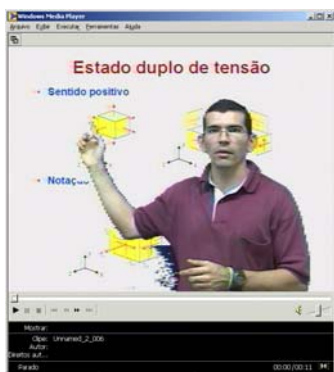 Windows Media Player
Arquivo Exibir Executar Ferramentas Ajuda
Estado duplo de tensão
Sentido positivo
Notação
Mostrar:
Clipe: Unnamed_2_006
Autor:
Direitos aut...
Parado 00:00/00:11